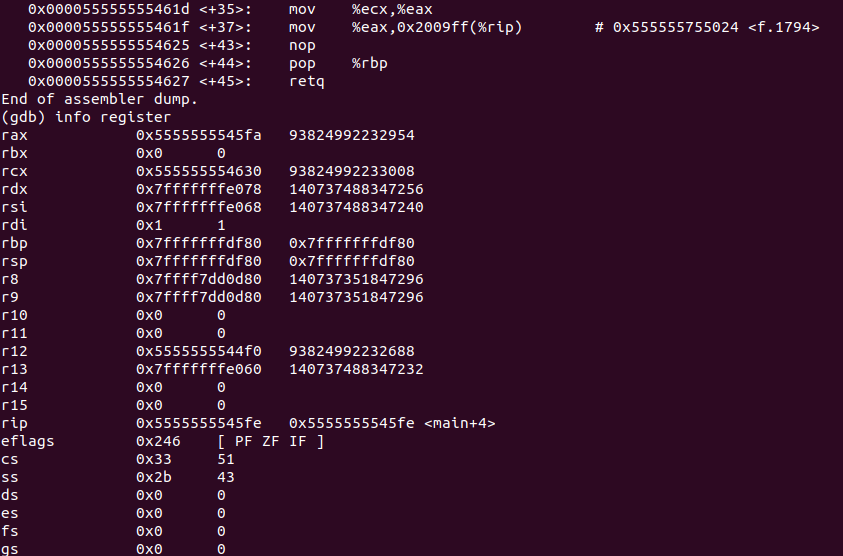 0x000055555555461d <+35>:    mov    %ecx,%eax
0x000055555555461f <+37>:    mov    %eax,0x2009ff(%rip)        # 0x555555755024 <f.1794>
0x0000555555554625 <+43>:    nop
0x0000555555554626 <+44>:    pop    %rbp
0x0000555555554627 <+45>:    retq
End of assembler dump.
(gdb) info register
rax            0x5555555545fa   93824992232954
rbx            0x0      0
rcx            0x555555554630   93824992233008
rdx            0x7fffffffe078   140737488347256
rsi            0x7fffffffe068   140737488347240
rdi            0x1      1
rbp            0x7fffffffdf80   0x7fffffffdf80
rsp            0x7fffffffdf80   0x7fffffffdf80
r8             0x7ffff7dd0d80   140737351847296
r9             0x7ffff7dd0d80   140737351847296
r10            0x0      0
r11            0x0      0
r12            0x5555555544f0   93824992232688
r13            0x7fffffffe060   140737488347232
r14            0x0      0
r15            0x0      0
rip            0x5555555545fe   0x5555555545fe <main+4>
eflags         0x246    [ PF ZF IF ]
cs             0x33     51
ss             0x2b     43
ds             0x0      0
es             0x0      0
fs             0x0      0
gs             0x0      0